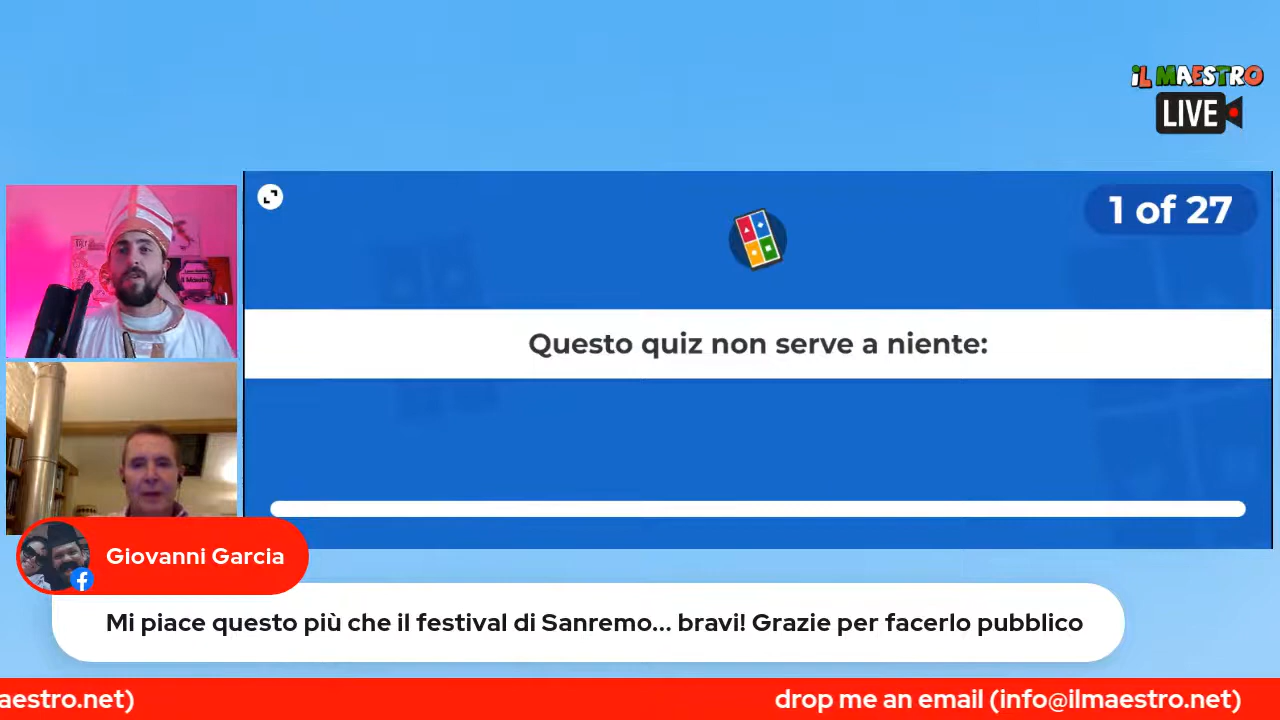 iL MAESTRO
LIVE
1 of 27
Questo quiz non serve a niente:
Giovanni Garcia
Mi piace questo più che il festival di Sanremo... bravi! Grazie per facerlo pubblico
aestro.net) drop me an email (info@ilmaestro.net)